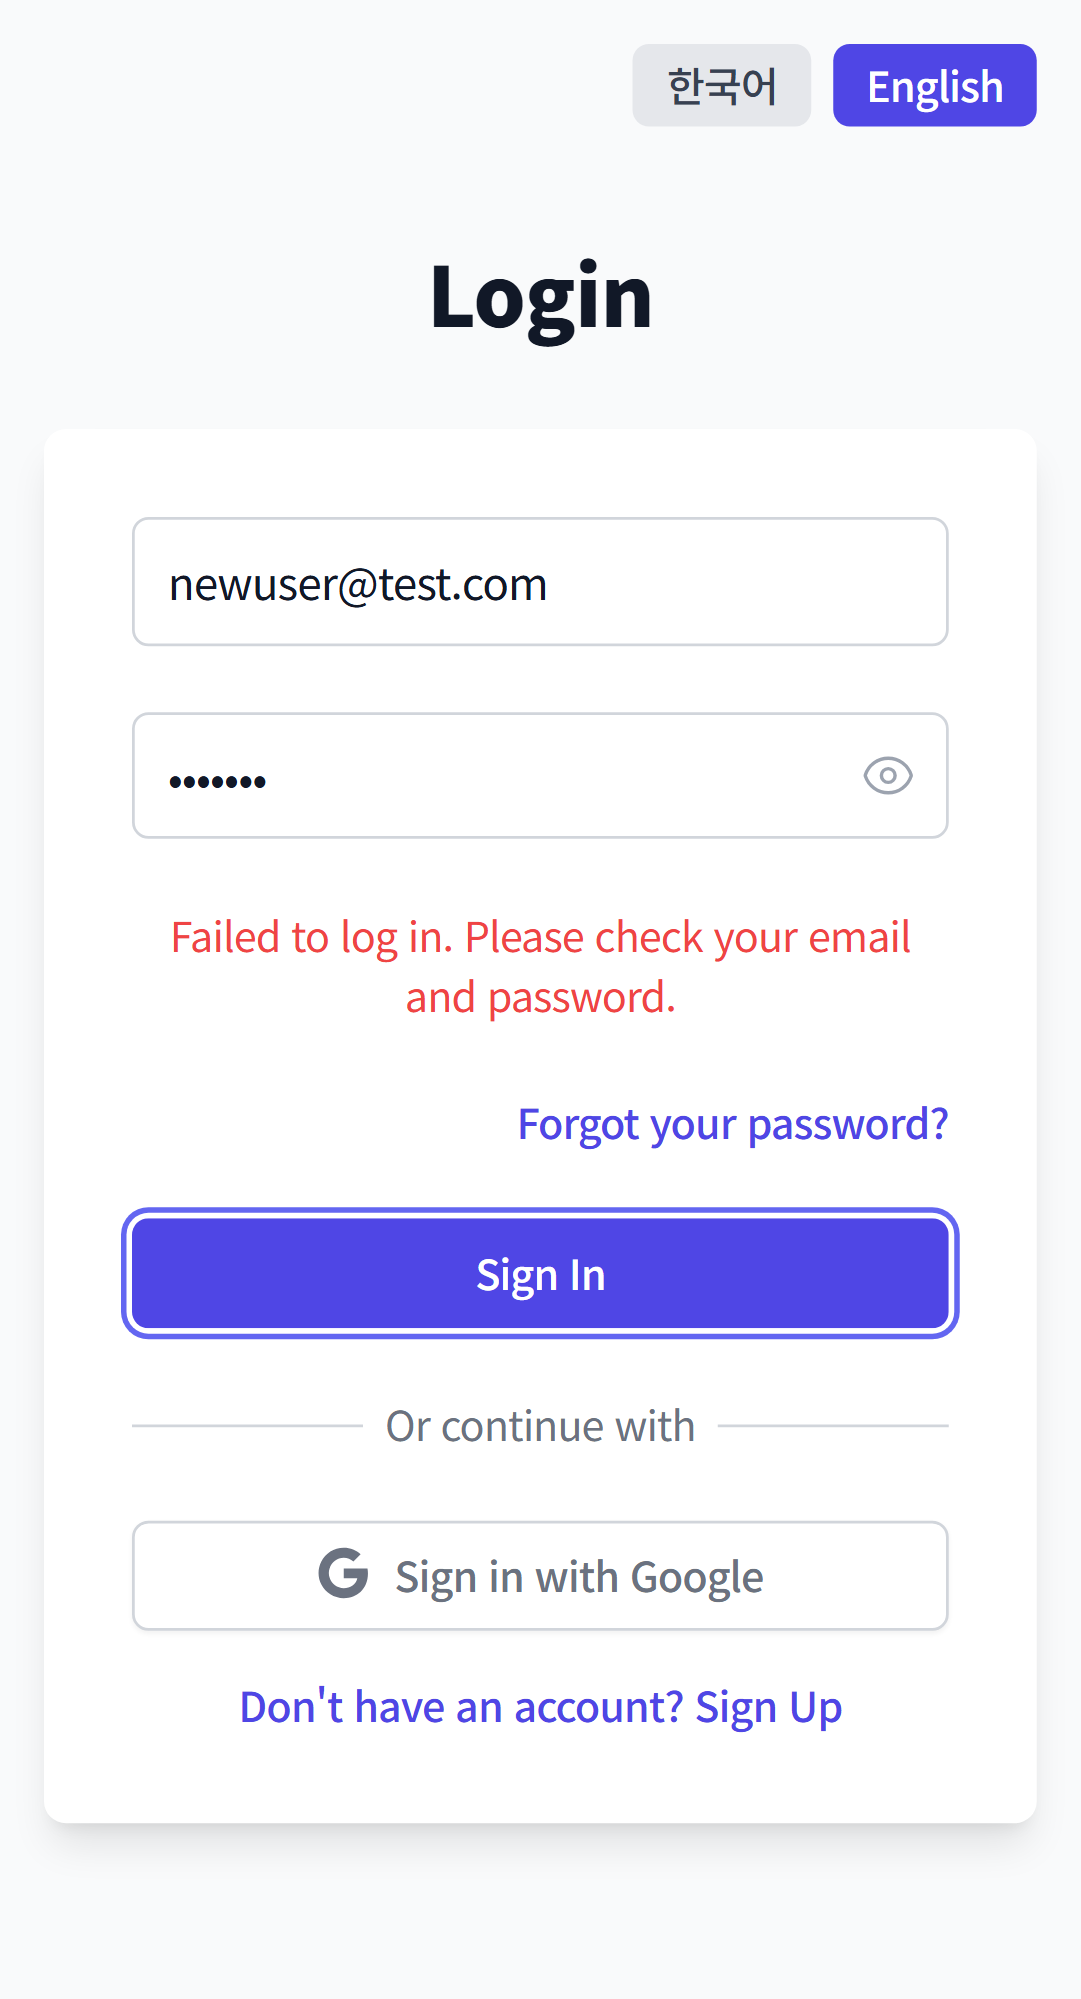 한국어 English
Login
newuser@test.com
•••••••
Failed to log in. Please check your email
and password.
Forgot your password?
Sign In
Or continue with
Sign in with Google
Don't have an account? Sign Up